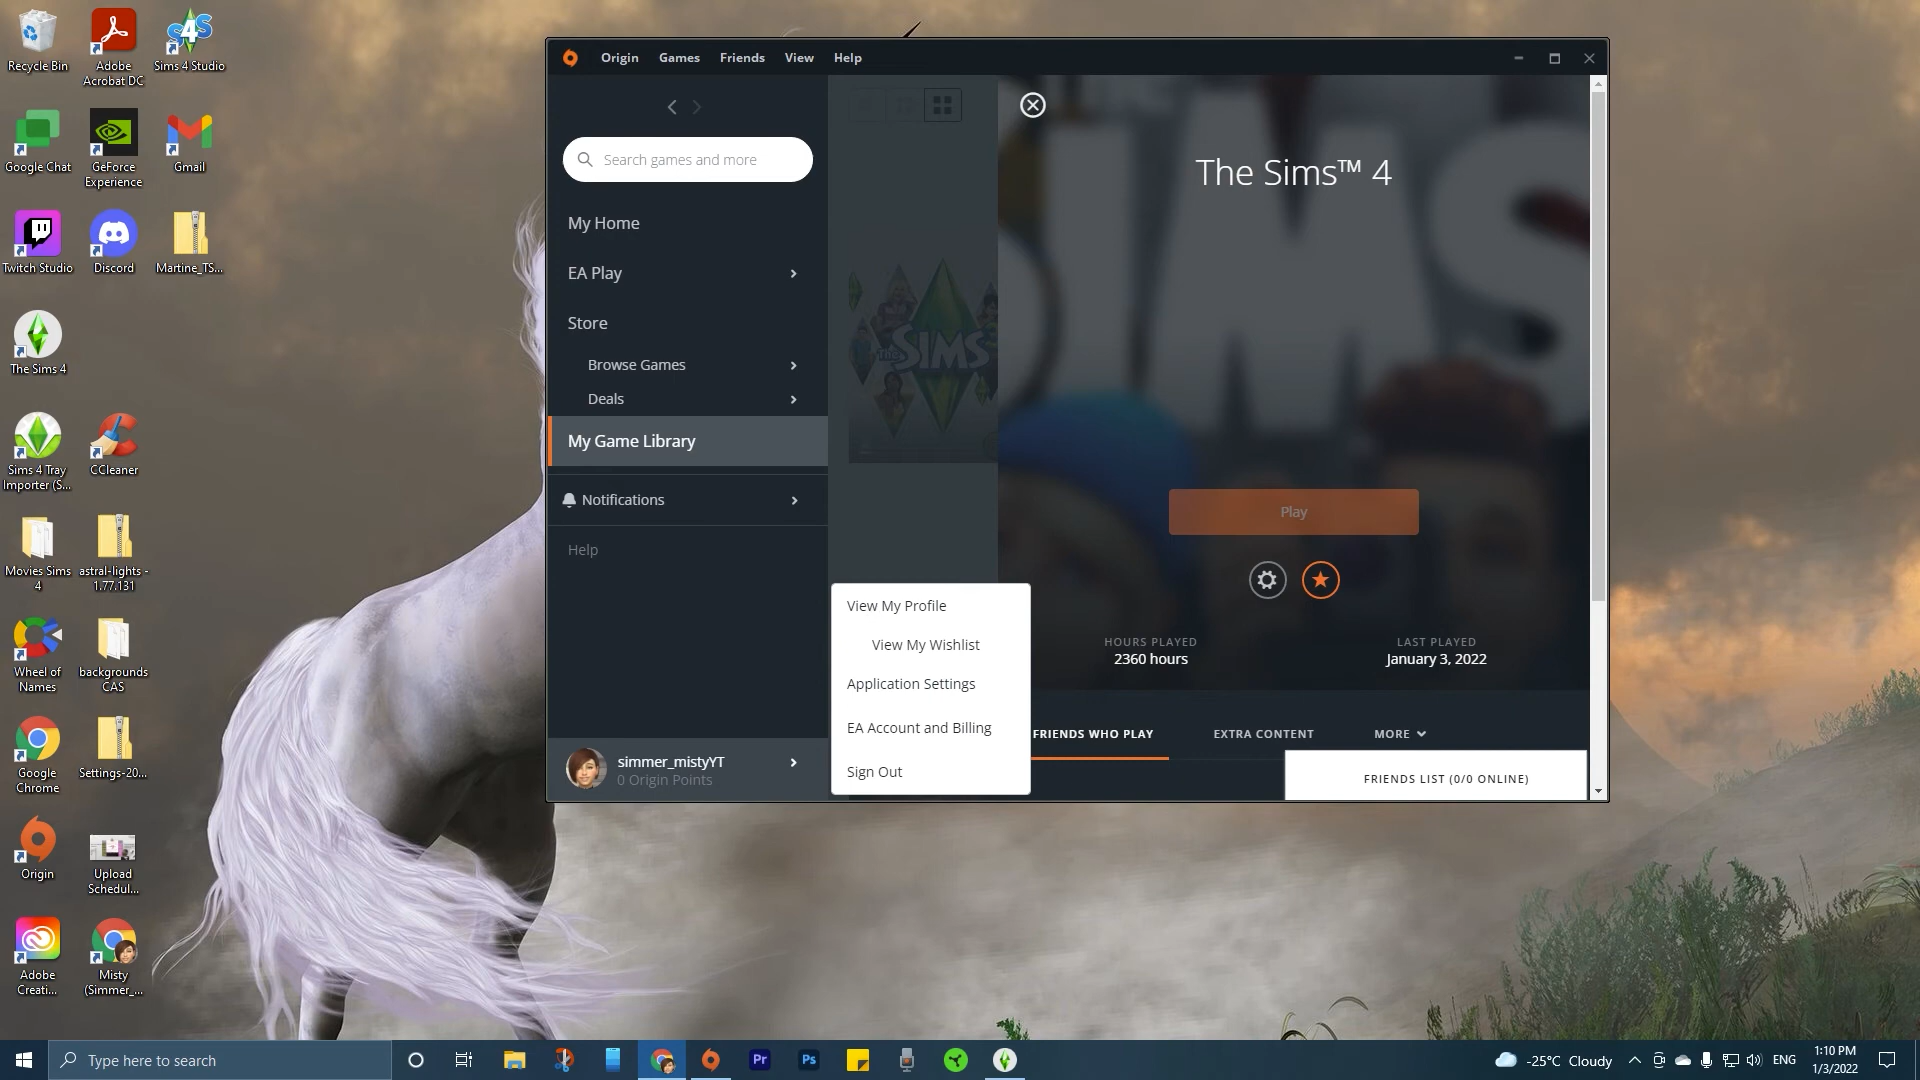 Recycle Bin
Adobe
Acrobat DC
Sims 4 Studio
Google Chat
GeForce
Experience
Gmail
Twitch Studio
Discord
Martine_TS...
The Sims 4
Sims 4 Tray
Importer (S...
CCleaner
Movies Sims
4
astral-lights -
1.77.131
Wheel of
Names
backgrounds
CAS
Google
Chrome
Settings-20...
Origin
Upload
Schedul...
Adobe
Creati...
Misty
(Simmer_...
Origin Games Friends View Help
Search games and more
My Home
EA Play
Store
Browse Games
Deals
My Game Library
Notifications
Help
simmer_mistyYT
0 Origin Points
The SIMS
View My Profile
View My Wishlist
Application Settings
EA Account and Billing
Sign Out
The Sims™ 4
Play
HOURS PLAYED
2360 hours
LAST PLAYED
January 3, 2022
FRIENDS WHO PLAY EXTRA CONTENT MORE
FRIENDS LIST (0/0 ONLINE)
Type here to search
Pr
Ps
-25°C Cloudy
ENG
1:10 PM
1/3/2022